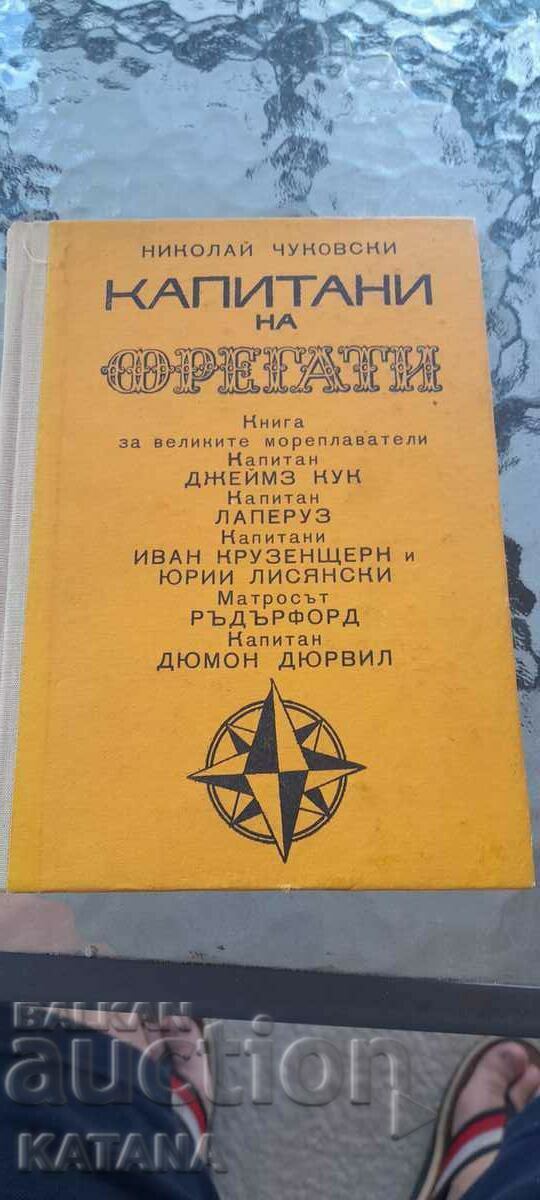 НИКОЛАЙ ЧУКОВСКИ
КАПИТАНИ
НА
ФРЕГАТИ
Книга
за великите мореплаватели
Капитан
ДЖЕЙМЗ КУК
Капитан
ЛАПЕРУЗ
Капитани
ИВАН КРУЗЕНЩЕРН и
ЮРИИ ЛИСЯНСКИ
Матросът
РЪДЪРФОРД
Капитан
ДЮМОН ДЮРВИЛ
BALKAN
auction
KATANA